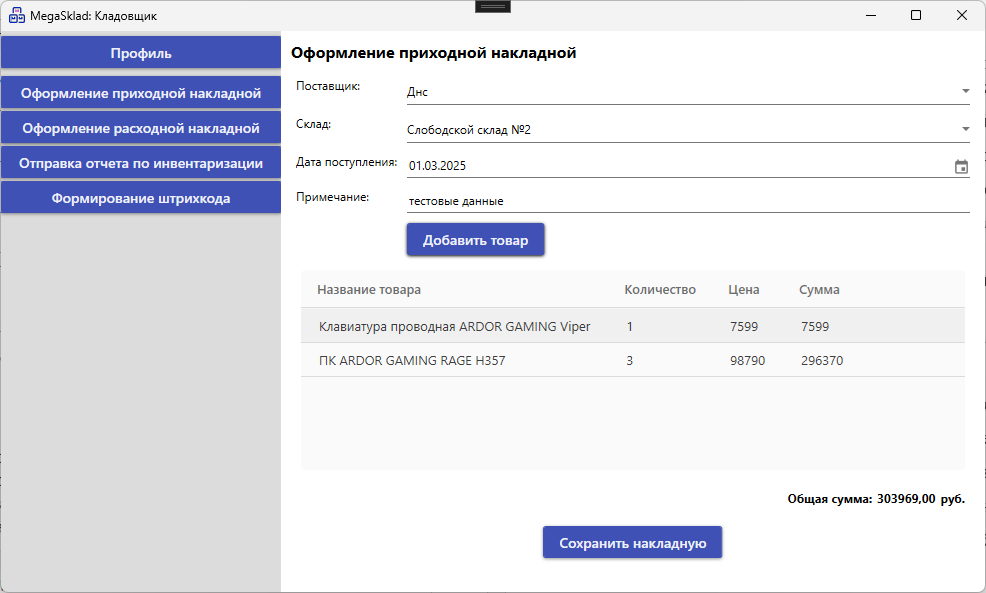 MegaSklad: Кладовщик
Профиль
Оформление приходной накладной
Оформление расходной накладной
Отправка отчета по инвентаризации
Формирование штрихкода
Оформление приходной накладной
Поставщик: Днс
Склад: Слободской склад №2
Дата поступления: 01.03.2025
Примечание: тестовые данные
Добавить товар
Название товара Количество Цена Сумма
Клавиатура проводная ARDOR GAMING Viper 1 7599 7599
ПК ARDOR GAMING RAGE H357 3 98790 296370
Общая сумма: 303969,00 руб.
Сохранить накладную